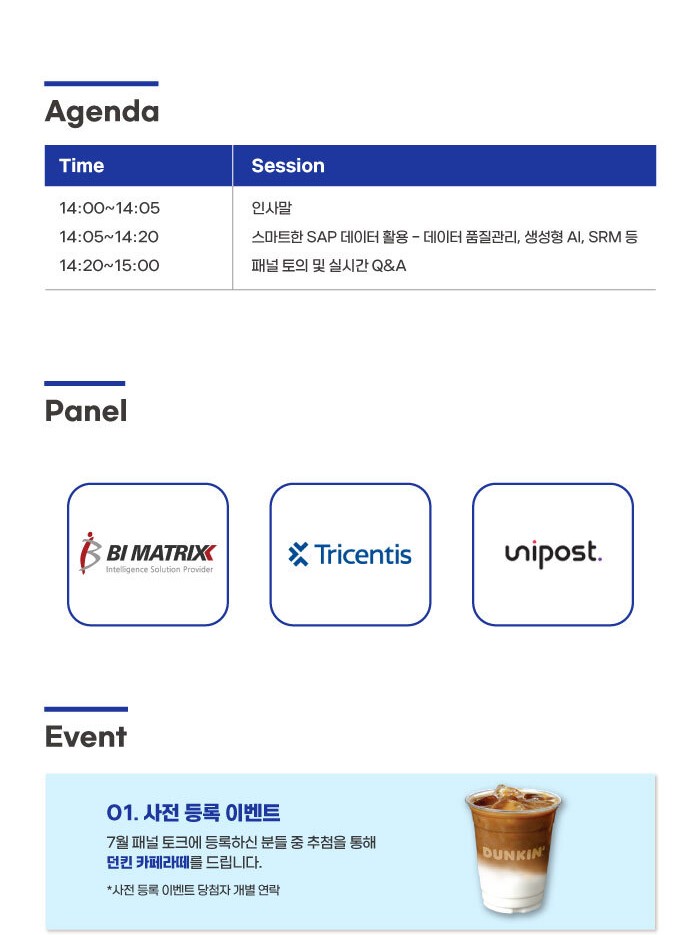 Agenda
Time Session
14:00~14:05 인사말
14:05~14:20 스마트한 SAP 데이터 활용 – 데이터 품질관리, 생성형 AI, SRM 등
14:20~15:00 패널 토의 및 실시간 Q&A
Panel
BI MATRIX
Intelligence Solution Provider
Tricentis
unipost.
Event
01. 사전 등록 이벤트
7월 패널 토크에 등록하신 분들 중 추첨을 통해
던킨 카페라떼를 드립니다.
*사전 등록 이벤트 당첨자 개별 연락
DUNKIN'